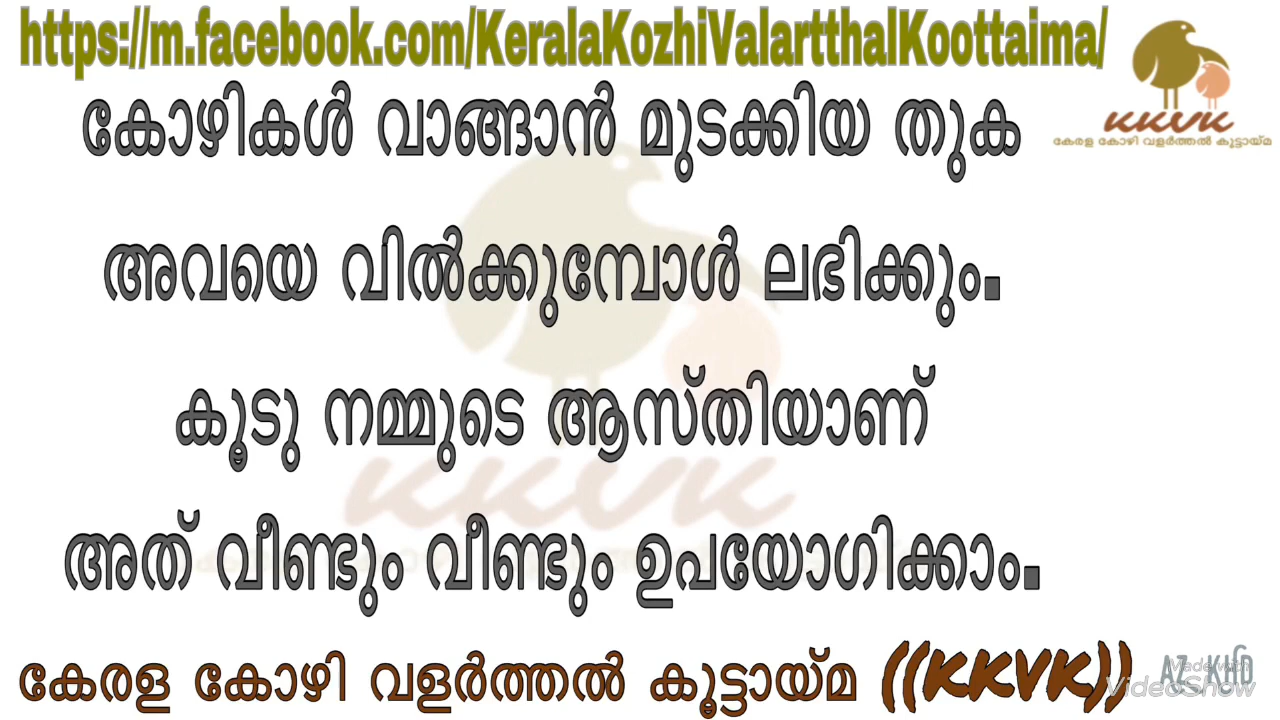 https://m.facebook.com/KeralaKozhiValartthalKoottaima/
KKVK
കേരള കോഴി വളർത്തൽ കൂട്ടായ്മ
കോഴികൾ വാങ്ങാൻ മുടക്കിയ തുക
അവയെ വിൽക്കുമ്പോൾ ലഭിക്കും.
കൂടു നമ്മുടെ ആസ്തിയാണ്
അത് വീണ്ടും വീണ്ടും ഉപയോഗിക്കാം.
KKVK
കേരള കോഴി വളർത്തൽ കൂട്ടായ്മ ((KKVK))
Made with
VideoShow